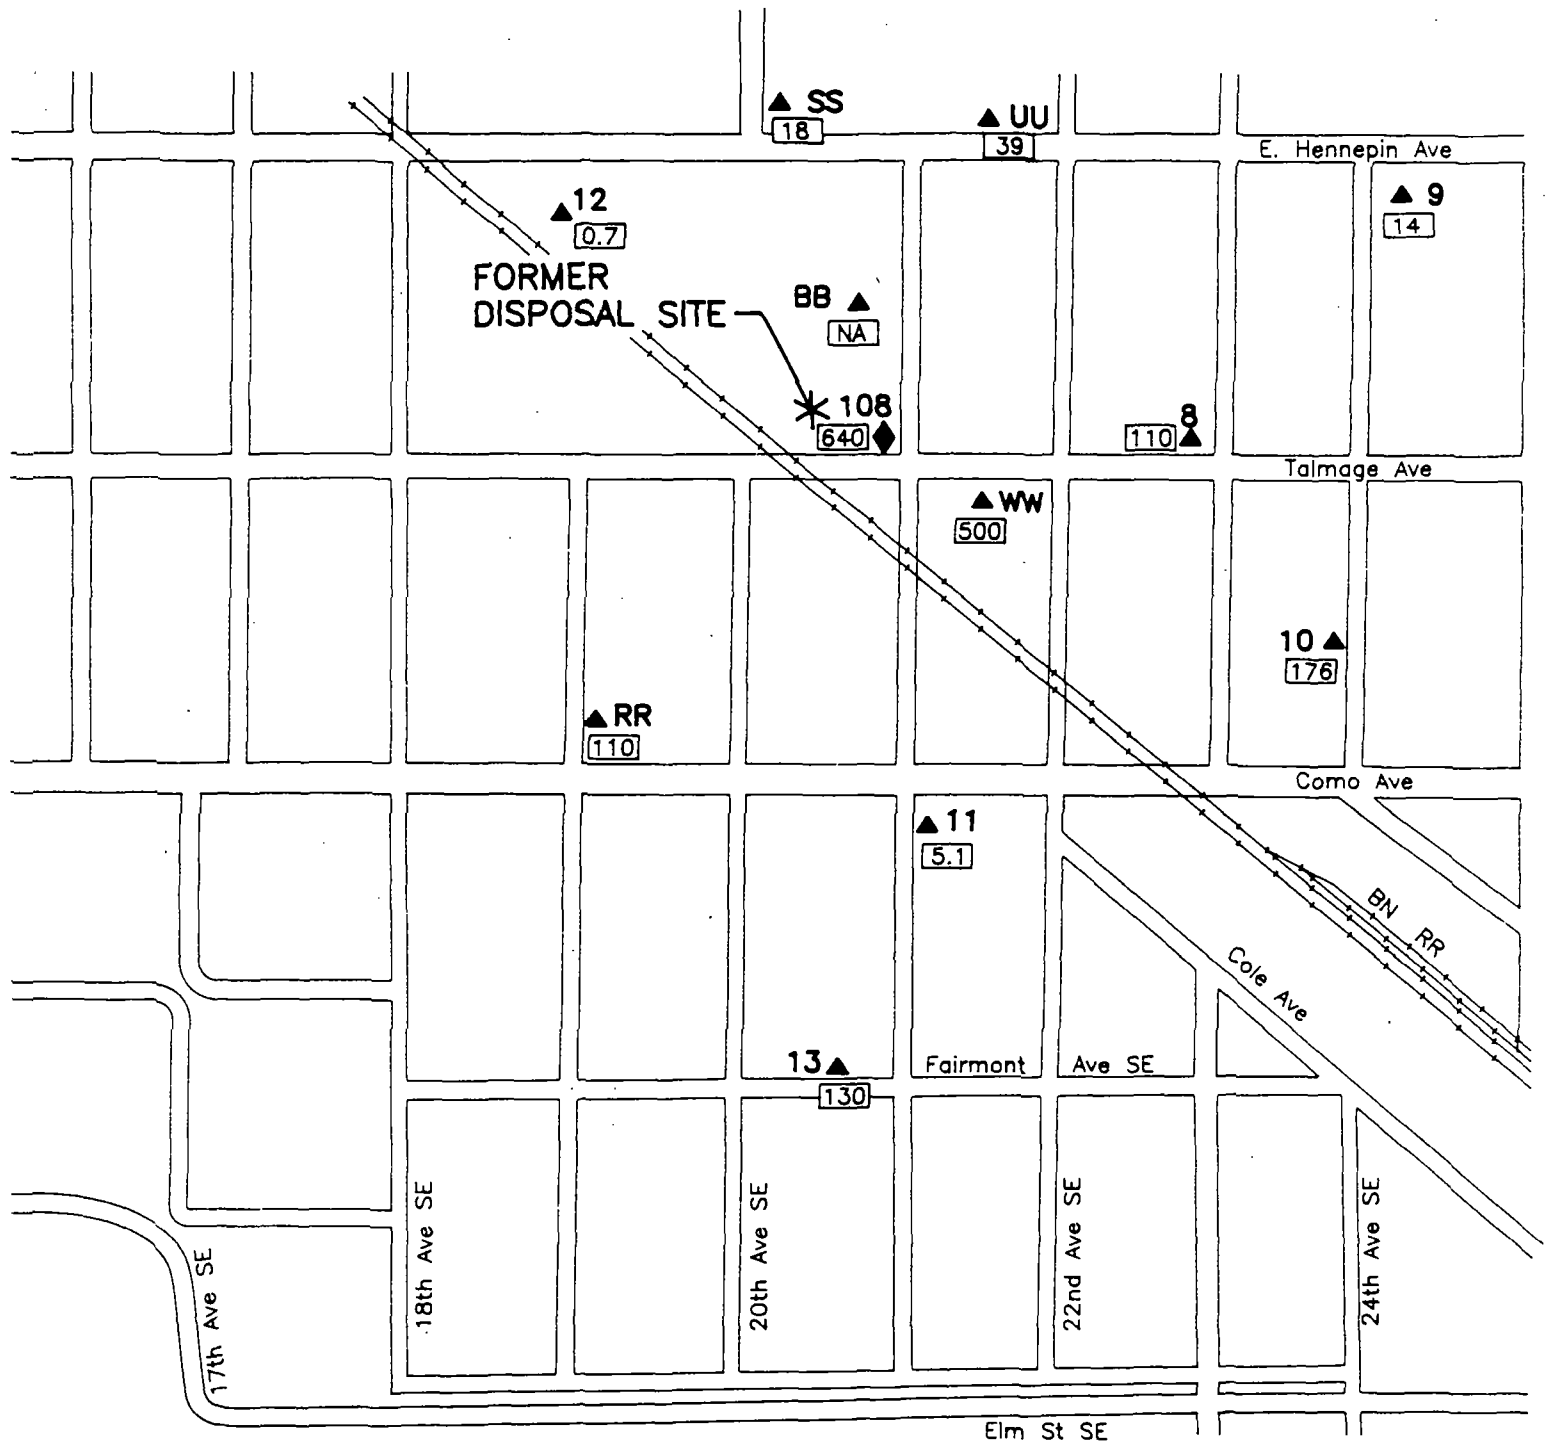 SS
18
UU
39
E. Hennepin Ave
12
0.7
9
14
FORMER
DISPOSAL SITE
BB
NA
108
640
8
110
Talmage Ave
WW
500
10
176
RR
110
Como Ave
11
5.1
BN RR
Cole Ave
13
130
Fairmont Ave SE
17th Ave SE
18th Ave SE
20th Ave SE
22nd Ave SE
24th Ave SE
Elm St SE